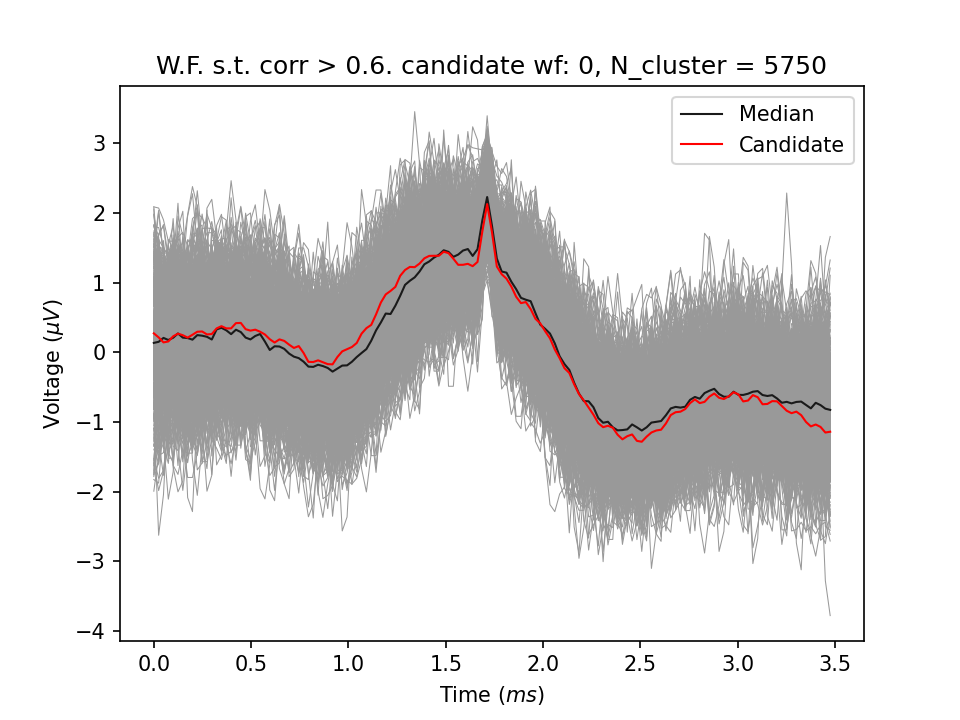 W.F. s.t. corr > 0.6. candidate wf: 0, N_cluster = 5750
Median
Candidate
Voltage (μV)
3
2
1
0
−1
−2
−3
−4
0.0 0.5 1.0 1.5 2.0 2.5 3.0 3.5
Time (ms)